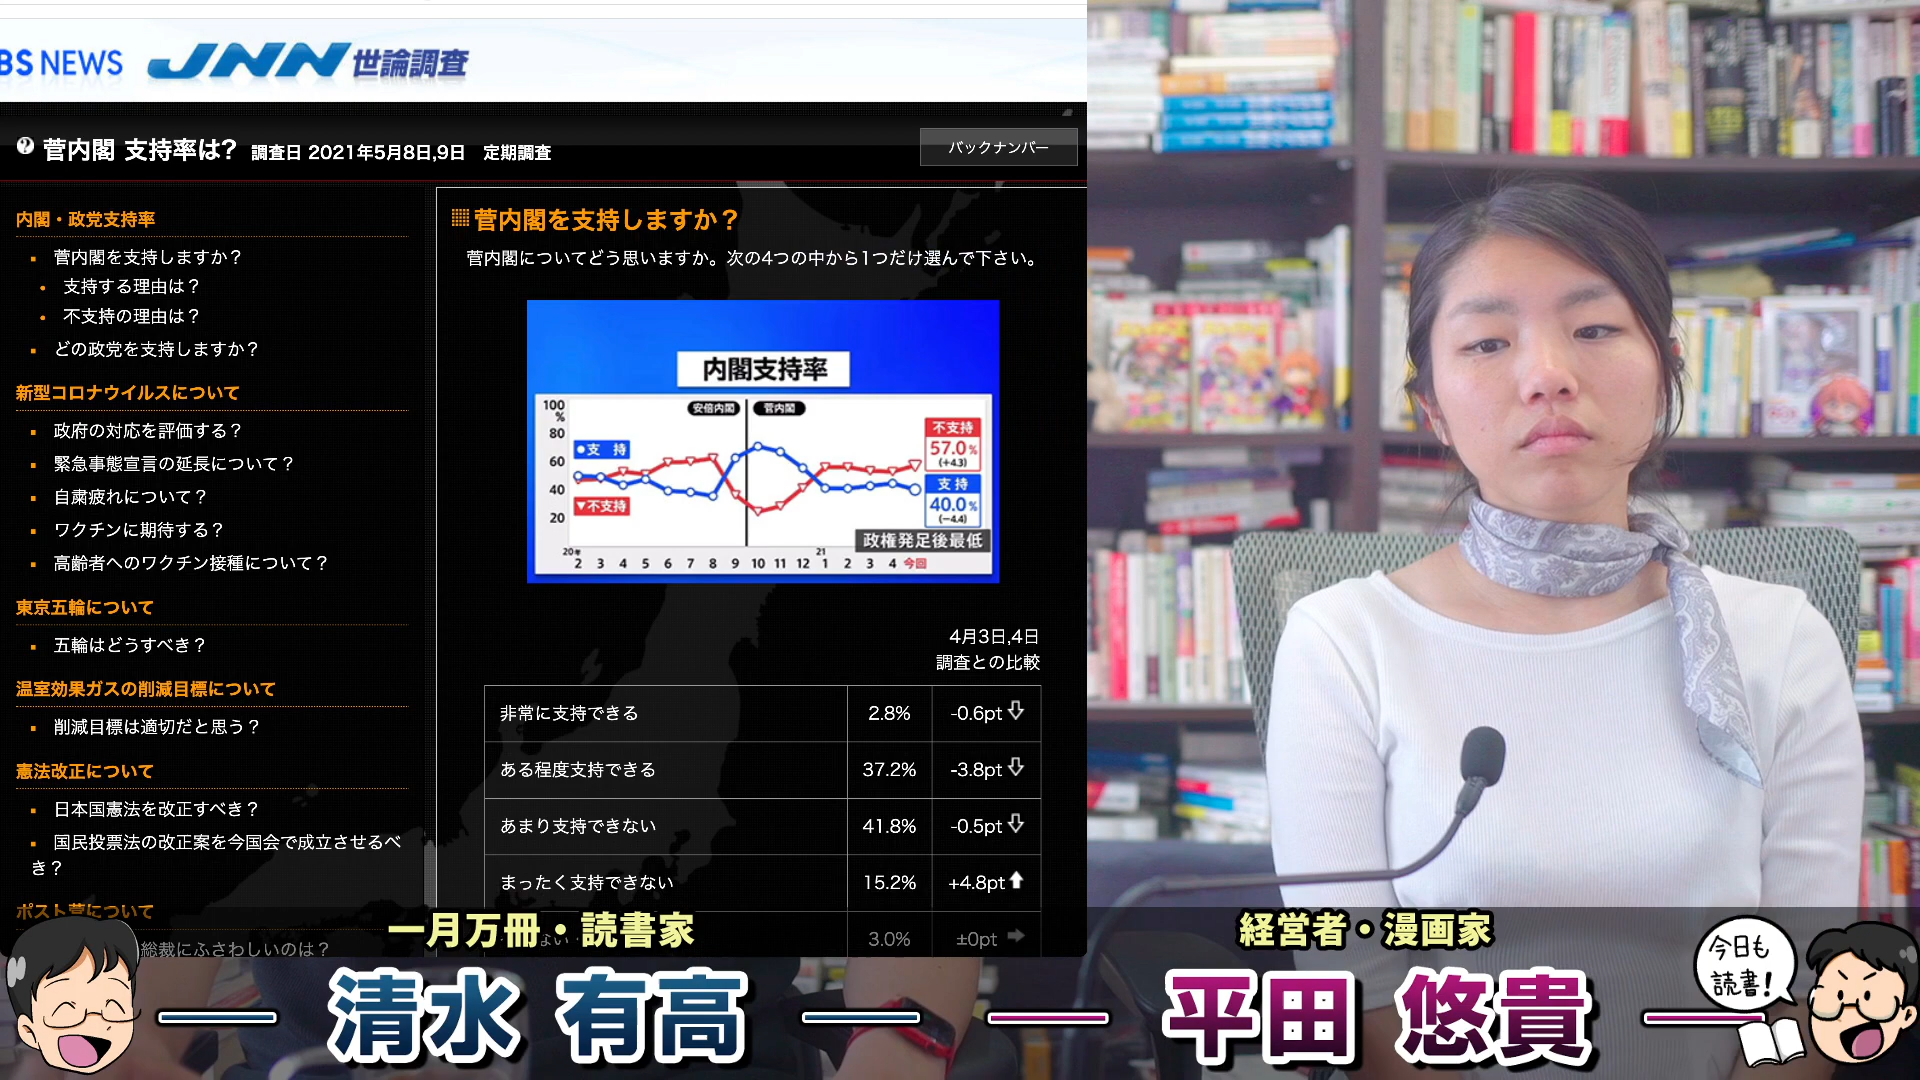 BS NEWS JNN 世論調査
菅内閣 支持率は? 調査日 2021年5月8日,9日 定期調査
バックナンバー
内閣・政党支持率
菅内閣を支持しますか？
支持する理由は？
不支持の理由は？
どの政党を支持しますか？
新型コロナウイルスについて
政府の対応を評価する？
緊急事態宣言の延長について？
自粛疲れについて？
ワクチンに期待する？
高齢者へのワクチン接種について？
東京五輪について
五輪はどうすべき？
温室効果ガスの削減目標について
削減目標は適切だと思う？
憲法改正について
日本国憲法を改正すべき？
国民投票法の改正案を今国会で成立させるべ
き？
ポスト菅について
総裁にふさわしいのは？
菅内閣を支持しますか？
菅内閣についてどう思いますか。次の4つの中から1つだけ選んで下さい。
内閣支持率
100
%
80
60
40
20
安倍内閣 菅内閣
●支 持
▼不支持
不支持
57.0%
(+4.3)
支 持
40.0%
(−4.4)
政権発足後最低
20年 21
2 3 4 5 6 7 8 9 10 11 12 1 2 3 4 今回
4月3日,4日
調査との比較
非常に支持できる 2.8% -0.6pt
ある程度支持できる 37.2% -3.8pt
あまり支持できない 41.8% -0.5pt
まったく支持できない 15.2% +4.8pt
ない 3.0% ±0pt
一月万冊・読書家
清水 有高
経営者・漫画家
平田 悠貴
今日も
読書!